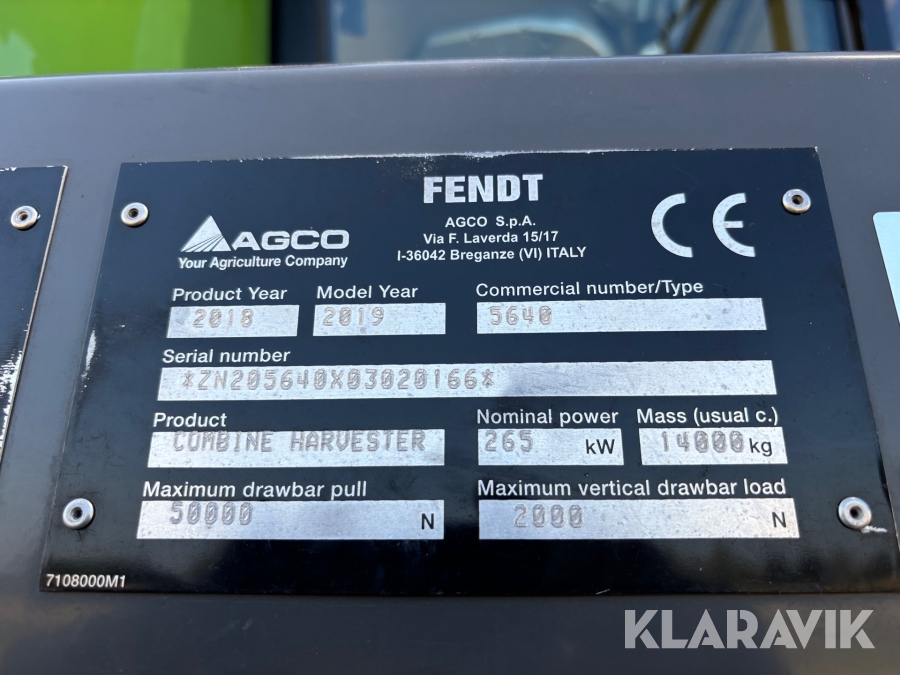 FENDT
AGCO S.p.A.
Via F. Laverda 15/17
I-36042 Breganze (VI) ITALY
AGCO
Your Agriculture Company
CE
Product Year Model Year Commercial number/Type
2018 2019 5640
Serial number
*ZN205640X03020166*
Product Nominal power Mass (usual c.)
COMBINE HARVESTER 265 kW 14000 kg
Maximum drawbar pull Maximum vertical drawbar load
50000 N 2000 N
7108000M1
KLARAVIK